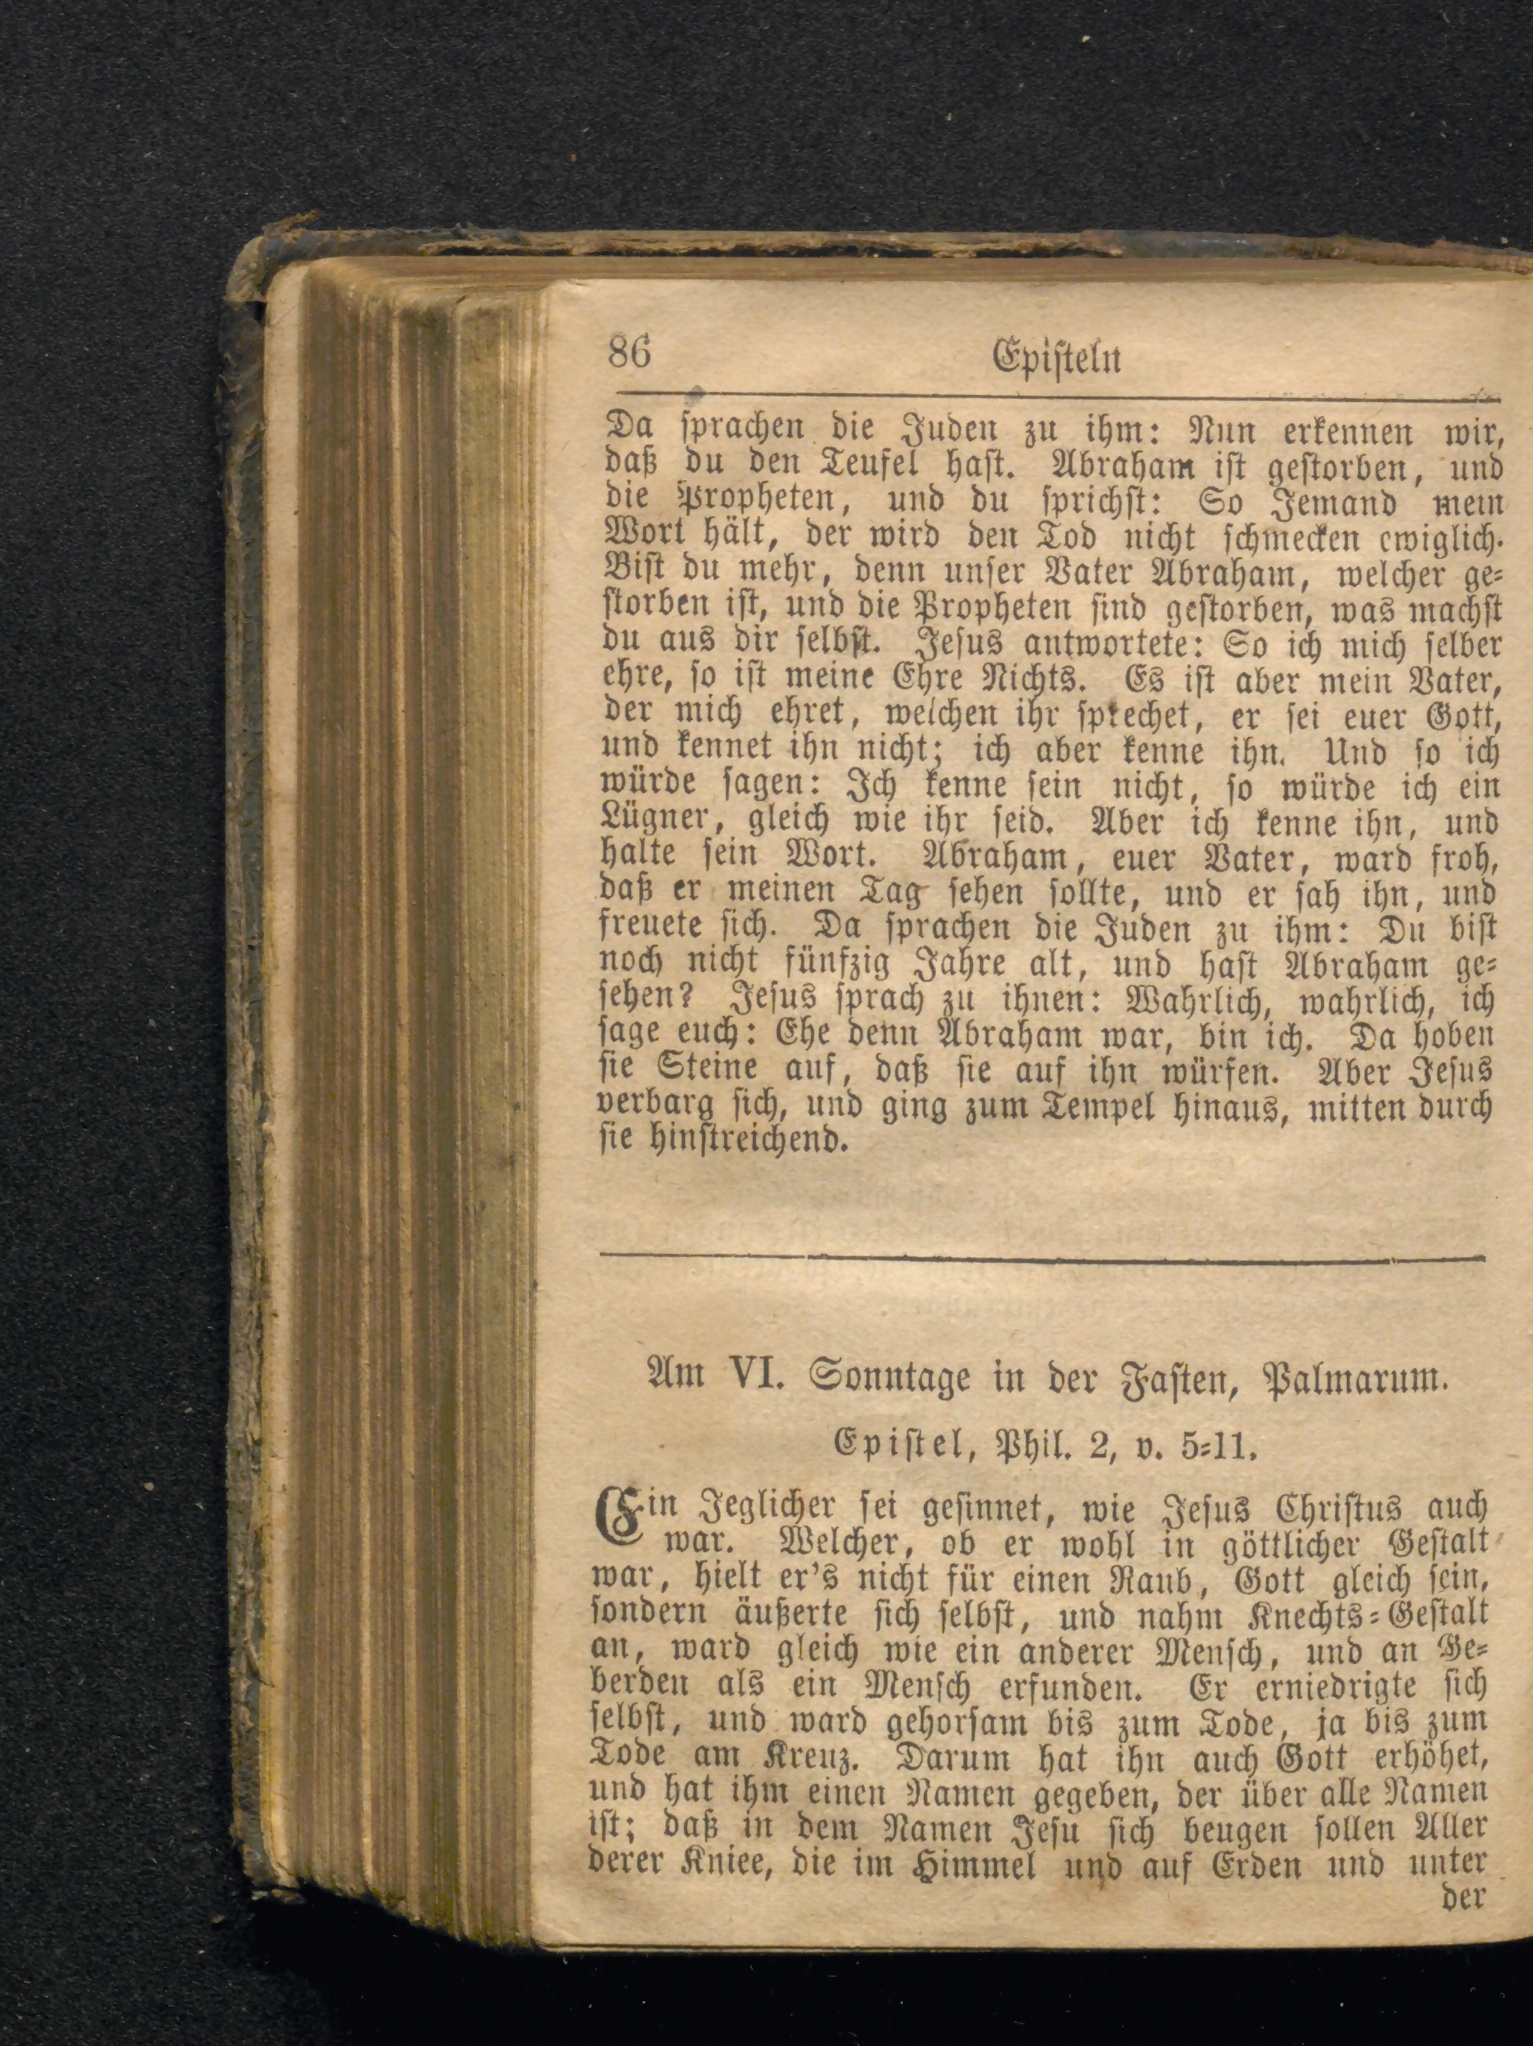 86
Epiſteln
Da ſprachen die Juden zu ihm: Nun erkennen wir,
daß du den Teufel haſt. Abraham iſt geſtorben, und
die Propheten, und du ſprichſt: So Jemand mein
Wort hält, der wird den Tod nicht ſchmecken ewiglich.
Biſt du mehr, denn unſer Vater Abraham, welcher ge⸗
ſtorben iſt, und die Propheten ſind geſtorben, was machſt
du aus dir ſelbſt. Jeſus antwortete: So ich mich ſelber
ehre, ſo iſt meine Ehre Nichts. Es iſt aber mein Vater,
der mich ehret, welchen ihr ſprechet, er ſei euer Gott,
und kennet ihn nicht; ich aber kenne ihn. Und ſo ich
würde ſagen: Ich kenne ſein nicht, ſo würde ich ein
Lügner, gleich wie ihr ſeid. Aber ich kenne ihn, und
halte ſein Wort. Abraham, euer Vater, ward froh,
daß er meinen Tag ſehen ſollte, und er ſah ihn, und
freuete ſich. Da ſprachen die Juden zu ihm: Du biſt
noch nicht fünfzig Jahre alt, und haſt Abraham ge⸗
ſehen? Jeſus ſprach zu ihnen: Wahrlich, wahrlich, ich
ſage euch: Ehe denn Abraham war, bin ich. Da hoben
ſie Steine auf, daß ſie auf ihn würfen. Aber Jeſus
verbarg ſich, und ging zum Tempel hinaus, mitten durch
ſie hinſtreichend.
Am VI. Sonntage in der Faſten, Palmarum.
Epiſtel, Phil. 2, v. 5⸗11.
Ein Jeglicher ſei geſinnet, wie Jeſus Chriſtus auch
war. Welcher, ob er wohl in göttlicher Geſtalt
war, hielt er's nicht für einen Raub, Gott gleich ſein,
ſondern äußerte ſich ſelbſt, und nahm Knechts⸗Geſtalt
an, ward gleich wie ein anderer Menſch, und an Ge⸗
berden als ein Menſch erfunden. Er erniedrigte ſich
ſelbſt, und ward gehorſam bis zum Tode, ja bis zum
Tode am Kreuz. Darum hat ihn auch Gott erhöhet,
und hat ihm einen Namen gegeben, der über alle Namen
iſt; daß in dem Namen Jeſu ſich beugen ſollen Aller
derer Kniee, die im Himmel und auf Erden und unter
der